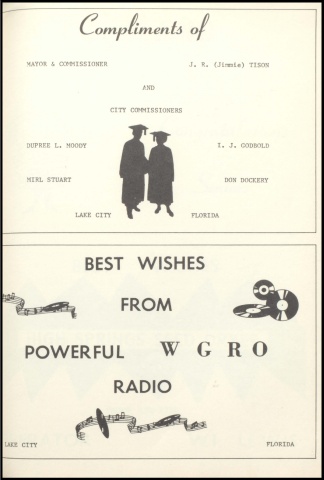 Compliments of
MAYOR & COMMISSIONER J. R. (Jimmie) TISON
AND
CITY COMMISSIONERS
DUPREE L. MOODY T. J. GODBOLD
MIRL STUART DON DOCKERY
LAKE CITY FLORIDA
BEST WISHES
FROM
POWERFUL WGRO
RADIO
LAKE CITY FLORIDA